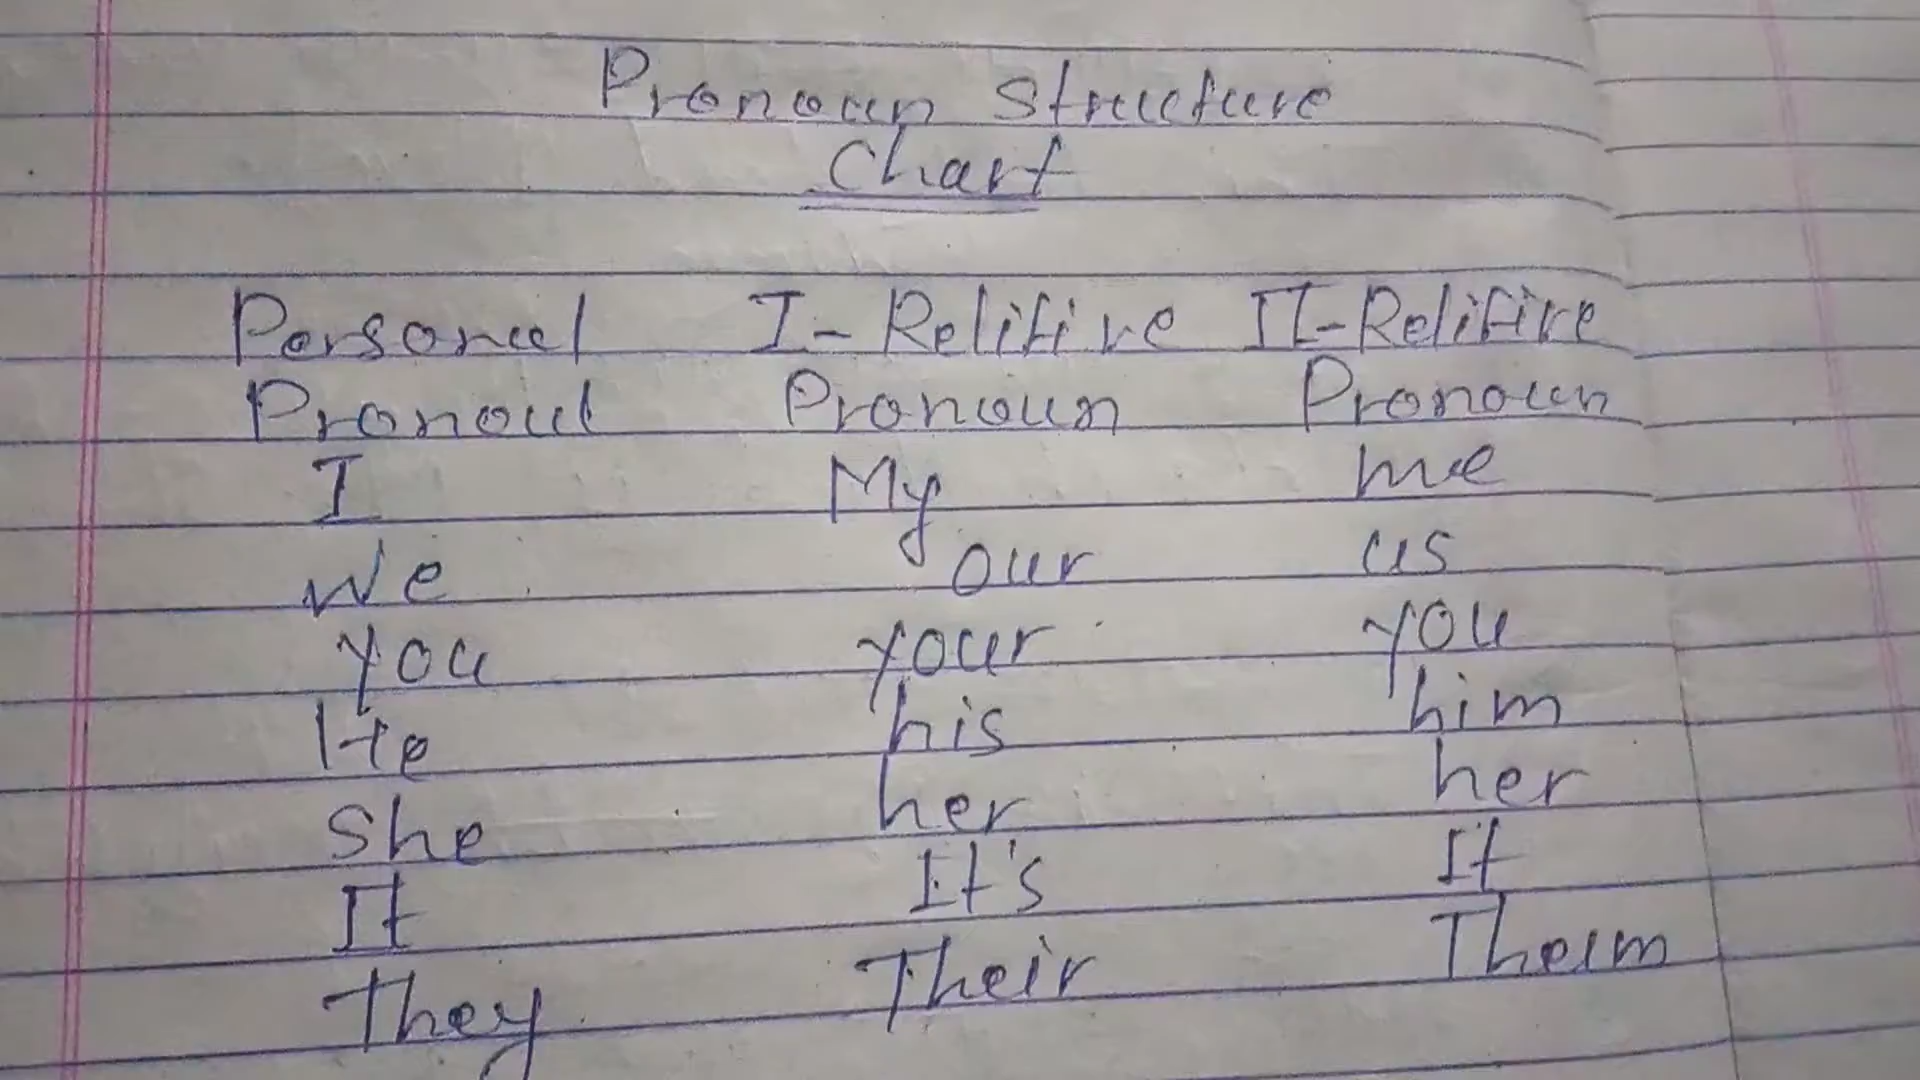 Pronoun Structure
Chart
Personal I-Relitive II-Relitive
Pronoul Pronoun Pronoun
I My me
We our us
you your you
He his him
She her her
It It's It
They Their Theim